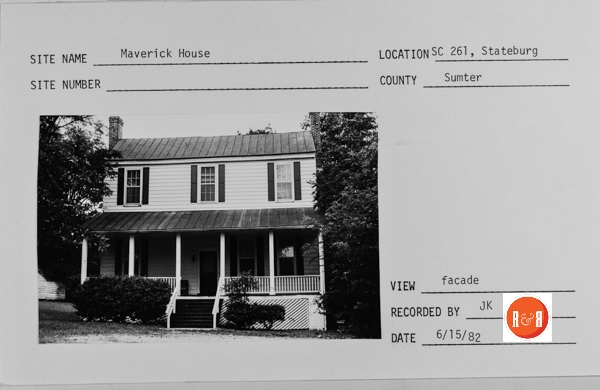 SITE NAME Maverick House LOCATION SC 261, Stateburg
SITE NUMBER COUNTY Sumter
VIEW facade
RECORDED BY JK
DATE 6/15/82
R&R